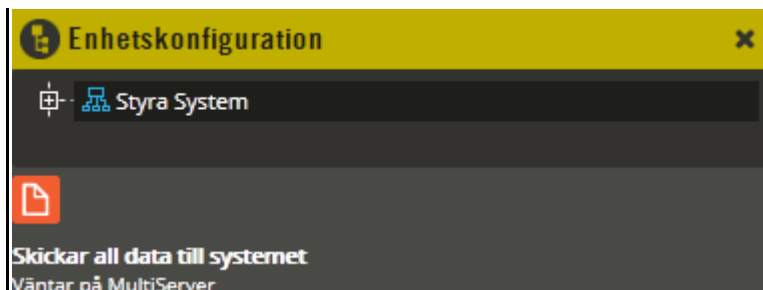 Enhetskonfiguration
Styra System
Skickar all data till systemet
Väntar på MultiServer